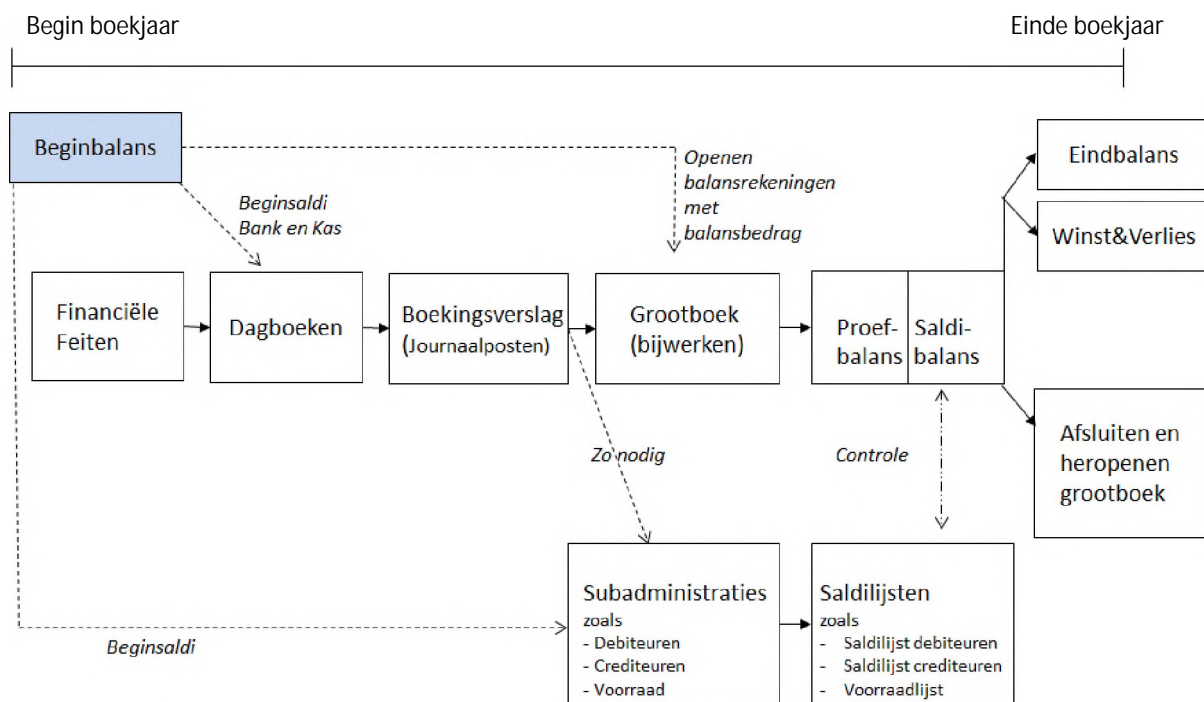 Begin boekjaar
Einde boekjaar
Beginbalans
Beginsaldi
Bank en Kas
Openen
balansrekeningen
met
balansbedrag
Eindbalans
Winst&Verlies
Financiële
Feiten
Dagboeken
Boekingsverslag
(Journaalposten)
Grootboek
(bijwerken)
Proef-
balans
Saldi-
balans
Afsluiten en
heropenen
grootboek
Zo nodig
Controle
Beginsaldi
Subadministraties
zoals
- Debiteuren
- Crediteuren
- Voorraad
Saldilijsten
zoals
- Saldilijst debiteuren
- Saldilijst crediteuren
- Voorraadlijst